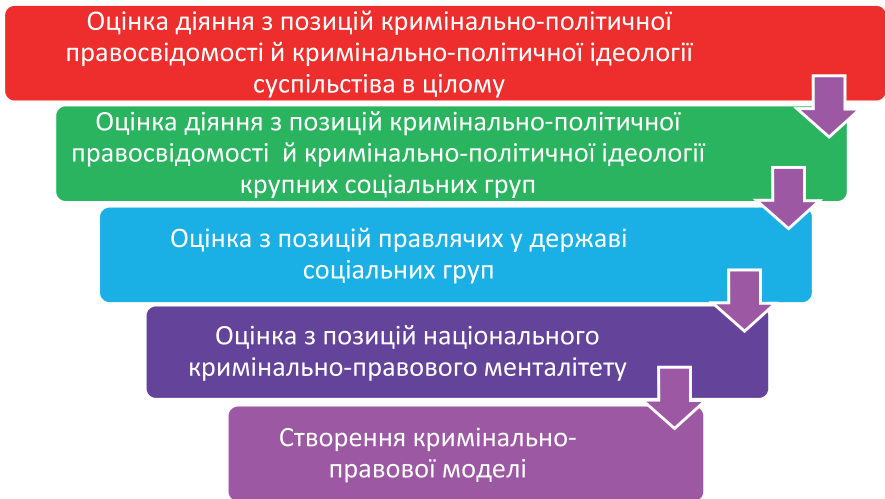 Оцінка діяння з позицій кримінально-політичної
правосвідомості й кримінально-політичної ідеології
суспільстіва в цілому
Оцінка діяння з позицій кримінально-політичної
правосвідомості й кримінально-політичної ідеології
крупних соціальних груп
Оцінка з позицій правлячих у державі
соціальних груп
Оцінка з позицій національного
кримінально-правового менталітету
Створення кримінально-
правової моделі